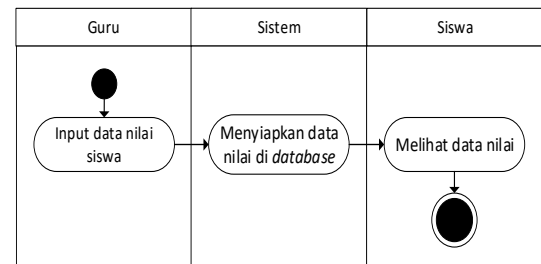 Guru
Sistem
Siswa
Input data nilai
siswa
Menyiapkan data
nilai di database
Melihat data nilai